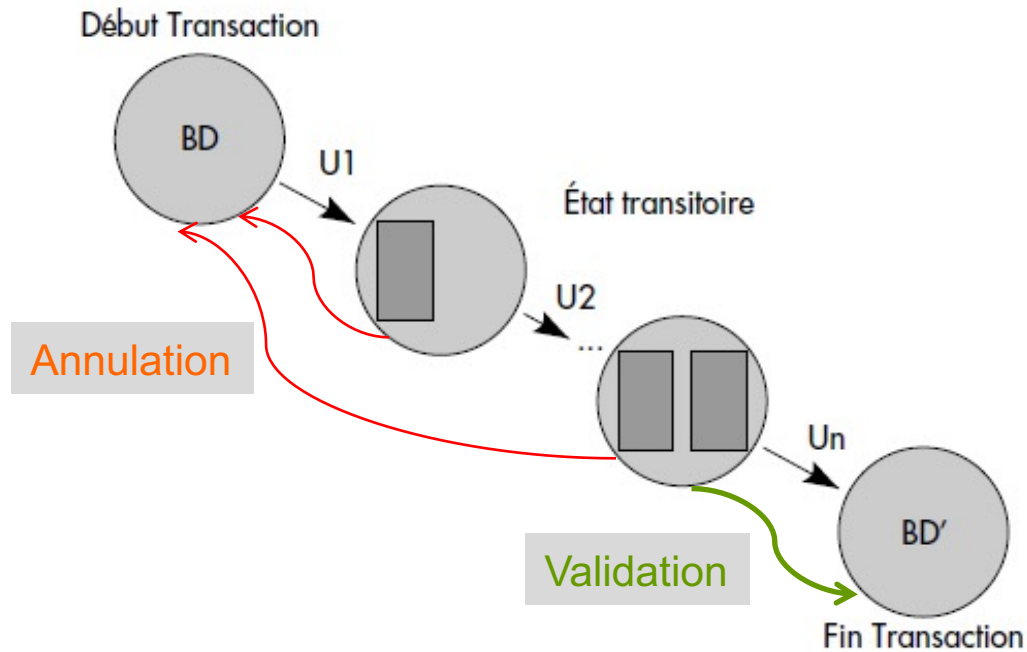 Début Transaction
BD
U1
État transitoire
U2
...
Annulation
Un
BD’
Validation
Fin Transaction